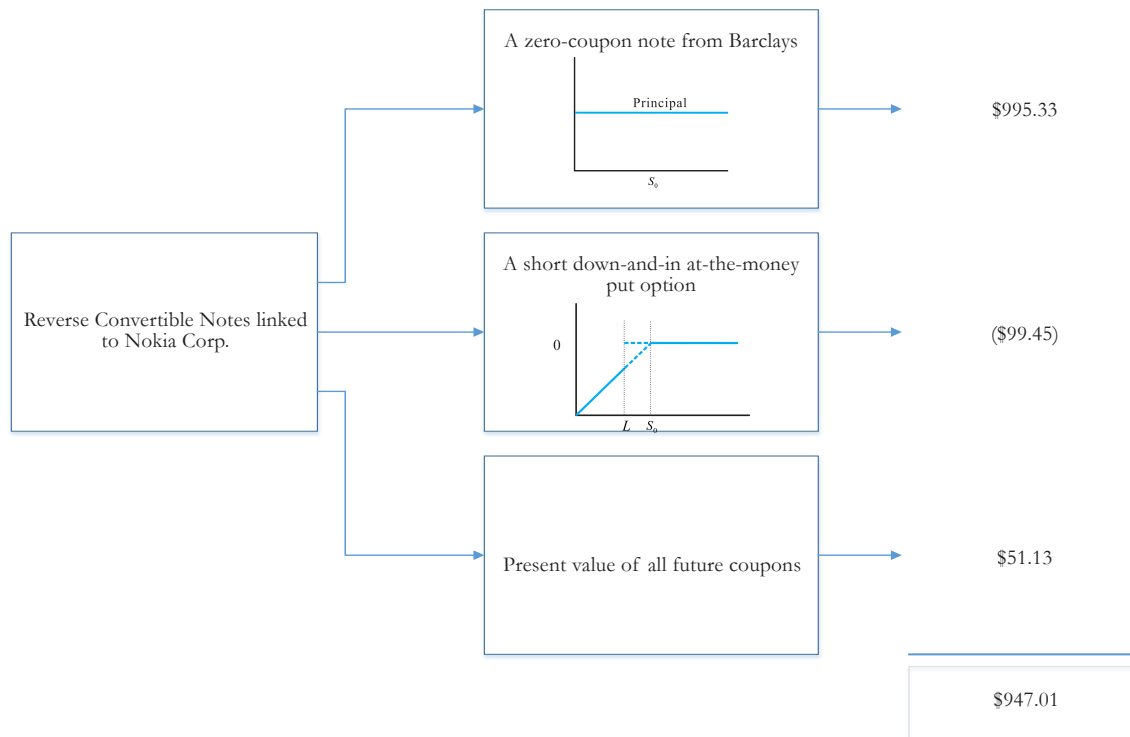 A zero-coupon note from Barclays
Principal
S₀
$995.33
Reverse Convertible Notes linked
to Nokia Corp.
A short down-and-in at-the-money
put option
0
L S₀
($99.45)
Present value of all future coupons
$51.13
$947.01